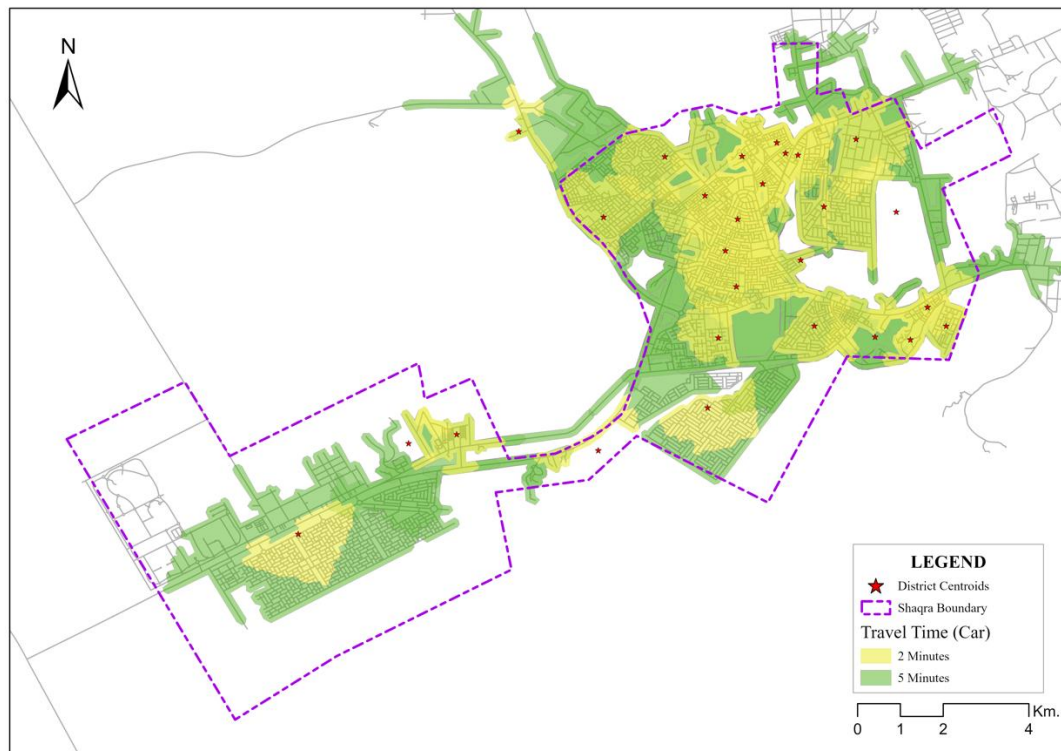 N
LEGEND
District Centroids
Shaqra Boundary
Travel Time (Car)
2 Minutes
5 Minutes
Km.
0 1 2 4